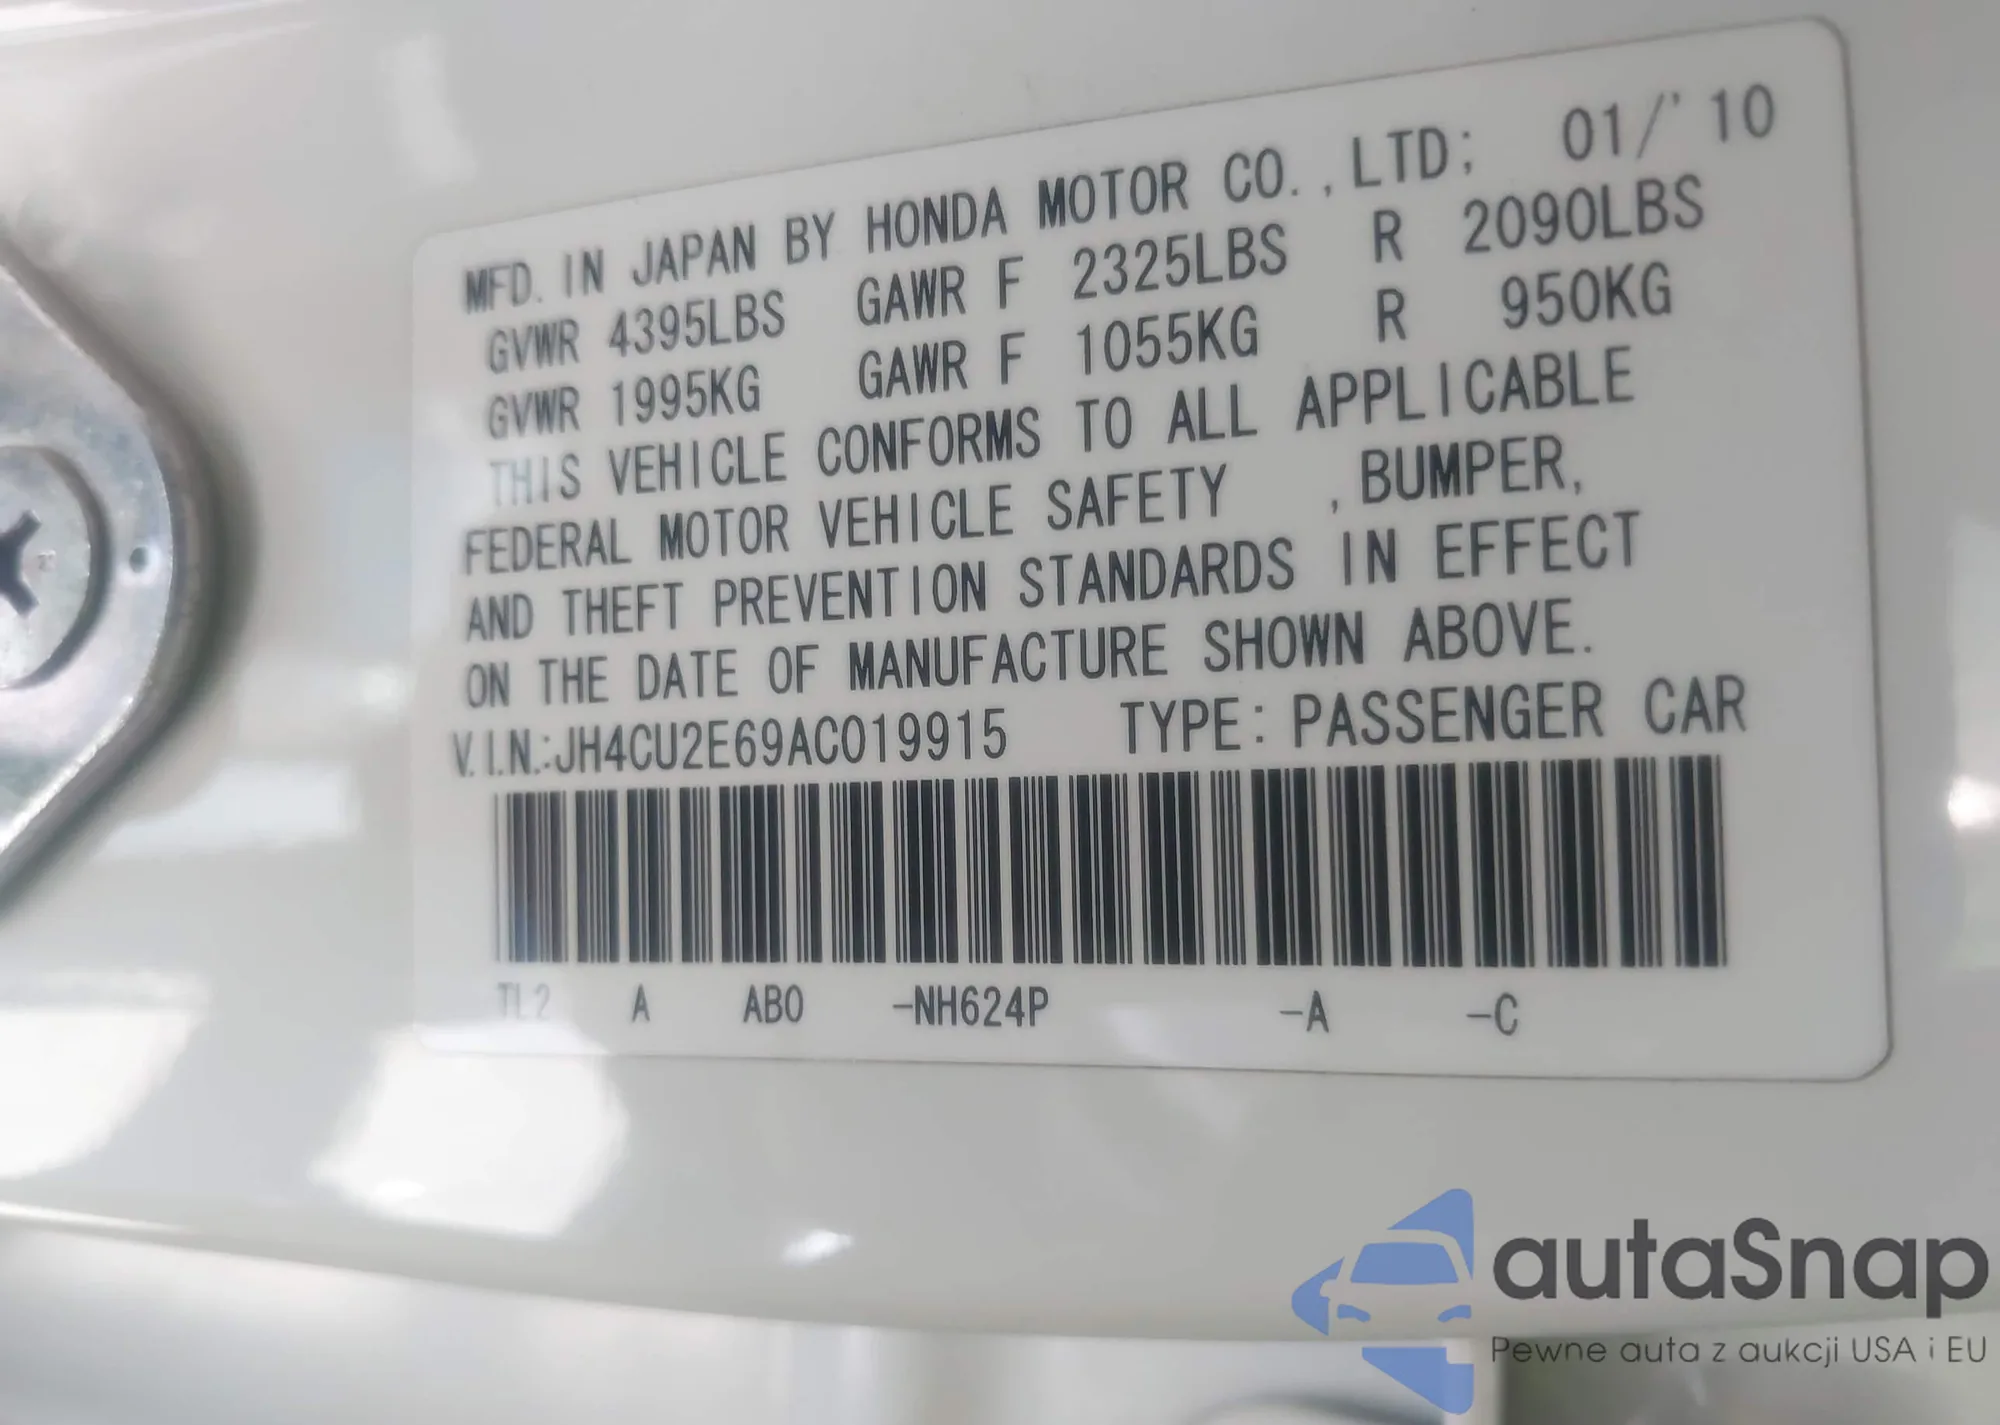 MFD. IN JAPAN BY HONDA MOTOR CO.,LTD; 01/'10
GVWR 4395LBS GAWR F 2325LBS R 2090LBS
GVWR 1995KG GAWR F 1055KG R 950KG
THIS VEHICLE CONFORMS TO ALL APPLICABLE
FEDERAL MOTOR VEHICLE SAFETY , BUMPER,
AND THEFT PREVENTION STANDARDS IN EFFECT
ON THE DATE OF MANUFACTURE SHOWN ABOVE.
V.I.N.:JH4CU2E69AC019915 TYPE: PASSENGER CAR
TL2 A AB0 -NH624P -A -C
autaSnap
Pewne auta z aukcji USA i EU